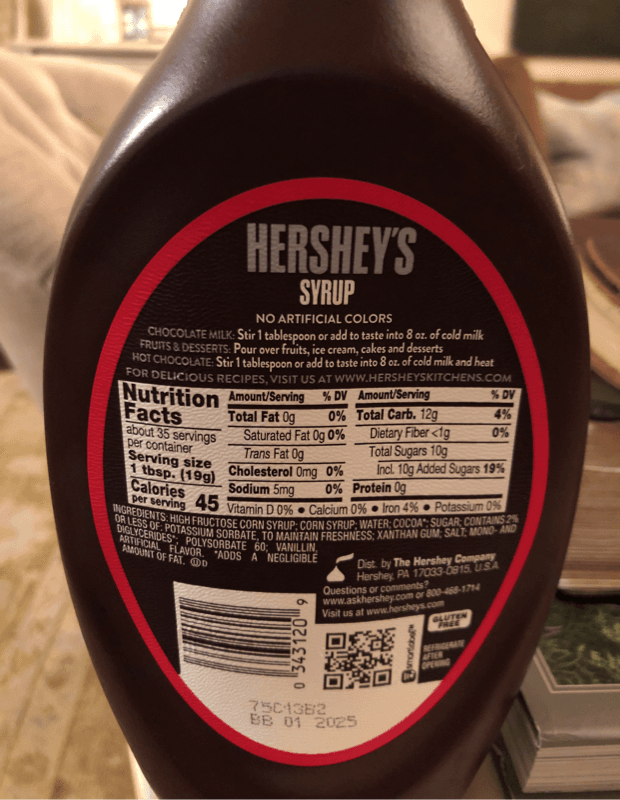 HERSHEY'S
SYRUP
NO ARTIFICIAL COLORS
CHOCOLATE MILK: Stir 1 tablespoon or add to taste into 8 oz. of cold milk
FRUITS & DESSERTS: Pour over fruits, ice cream, cakes and desserts
HOT CHOCOLATE: Stir 1 tablespoon or add to taste into 8 oz. of cold milk and heat
FOR DELICIOUS RECIPES, VISIT US AT WWW.HERSHEYSKITCHENS.COM
Nutrition
Facts
about 35 servings
per container
Serving size
1 tbsp. (19g)
Calories
per serving 45
Amount/Serving % DV
Total Fat 0g 0%
Saturated Fat 0g 0%
Trans Fat 0g
Cholesterol 0mg 0%
Sodium 5mg 0%
Amount/Serving % DV
Total Carb. 12g 4%
Dietary Fiber <1g 0%
Total Sugars 10g
Incl. 10g Added Sugars 19%
Protein 0g
Vitamin D 0% • Calcium 0% • Iron 4% • Potassium 0%
INGREDIENTS: HIGH FRUCTOSE CORN SYRUP; CORN SYRUP; WATER; COCOA*; SUGAR; CONTAINS 2%
OR LESS OF: POTASSIUM SORBATE, TO MAINTAIN FRESHNESS; XANTHAN GUM; SALT; MONO- AND
DIGLYCERIDES*; POLYSORBATE 60; VANILLIN,
ARTIFICIAL FLAVOR. *ADDS A NEGLIGIBLE
AMOUNT OF FAT. Ⓤ D
Dist. by The Hershey Company
Hershey, PA 17033-0815, U.S.A.
Questions or comments?
www.askhershey.com or 800-468-1714
Visit us at www.hersheys.com
0 343120 9
smartlabel™
GLUTEN
FREE
REFRIGERATE
AFTER
OPENING
75C13B2
BB 01 2025